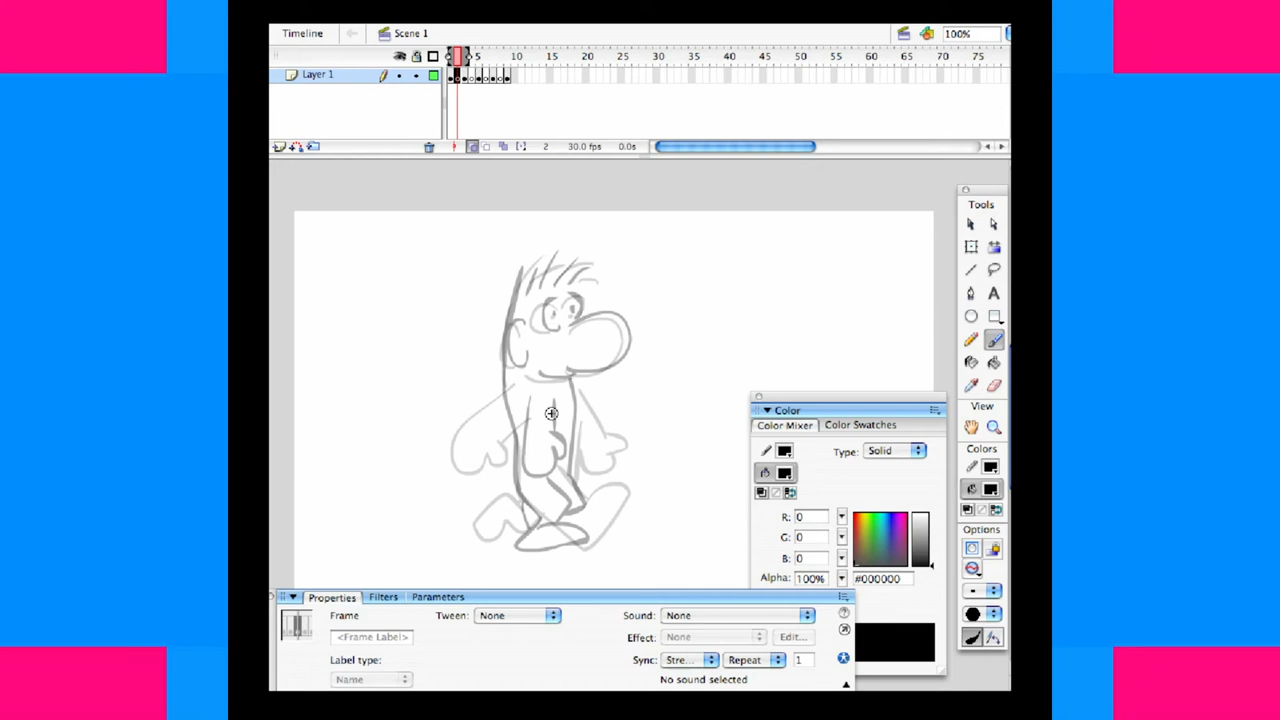 Timeline Scene 1 100%
5 10 15 20 25 30 35 40 45 50 55 60 65 70 75
Layer 1
2 30.0 fps 0.0s
Tools
View
Colors
Options
Color
Color Mixer Color Swatches
Type: Solid
R: 0
G: 0
B: 0
Alpha: 100% #000000
Properties Filters Parameters
Frame Tween: None Sound: None
<Frame Label> Effect: None Edit...
Label type: Sync: Stre... Repeat 1
Name No sound selected